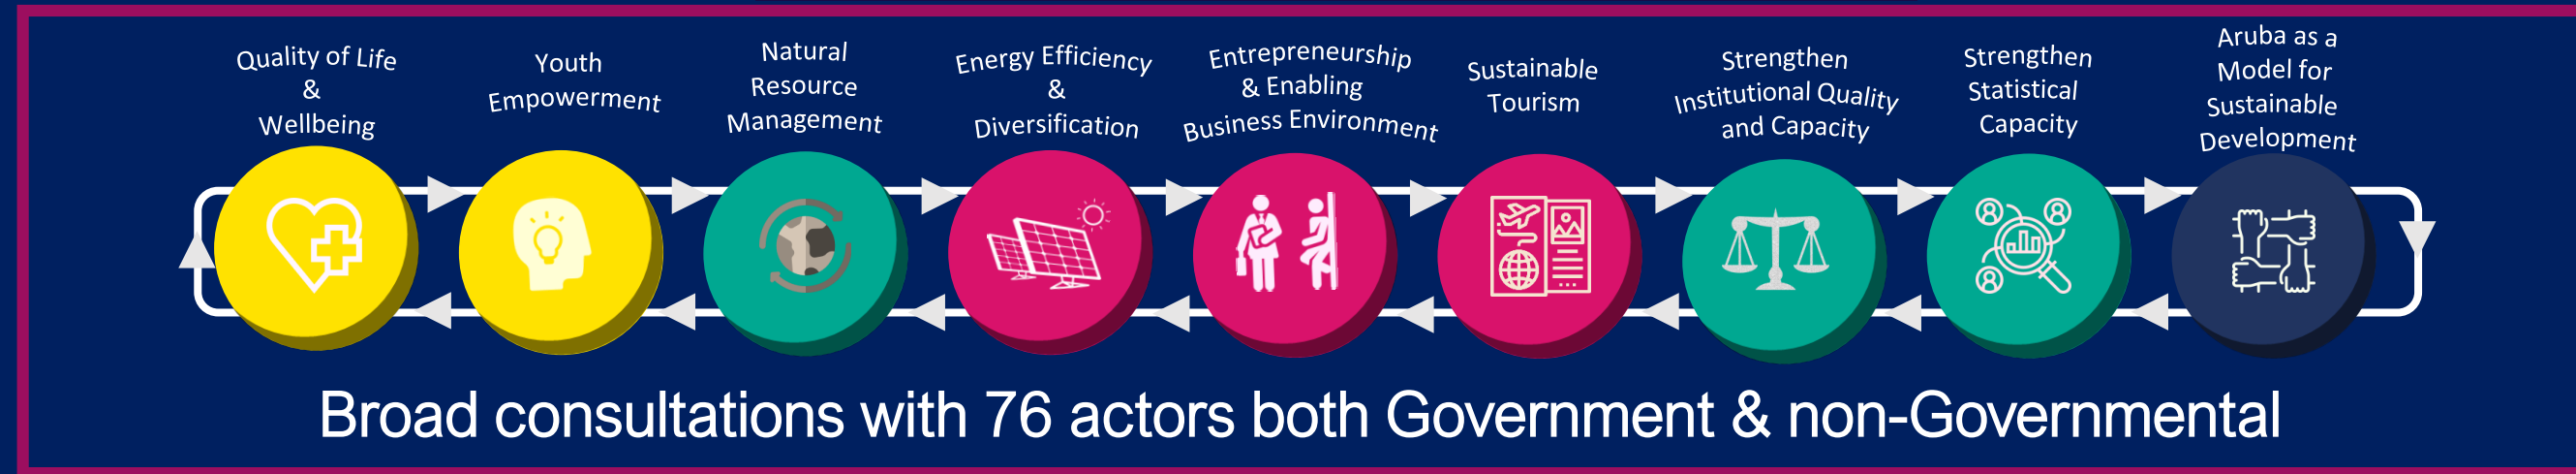 Quality of Life
&
Wellbeing
Youth
Empowerment
Natural
Resource
Management
Energy Efficiency
&
Diversification
Entrepreneurship
& Enabling
Business Environment
Sustainable
Tourism
Strengthen
Institutional Quality
and Capacity
Strengthen
Statistical
Capacity
Aruba as a
Model for
Sustainable
Development
Broad consultations with 76 actors both Government & non-Governmental